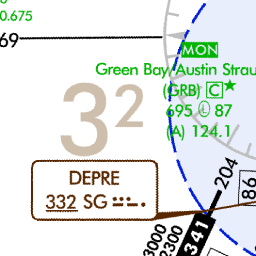 0.675
69
MON
Green Bay/Austin Strau
(GRB) C★
695 L 87
(A) 124.1
3²
DEPRE
332 SG
204
86
341
3000
2300